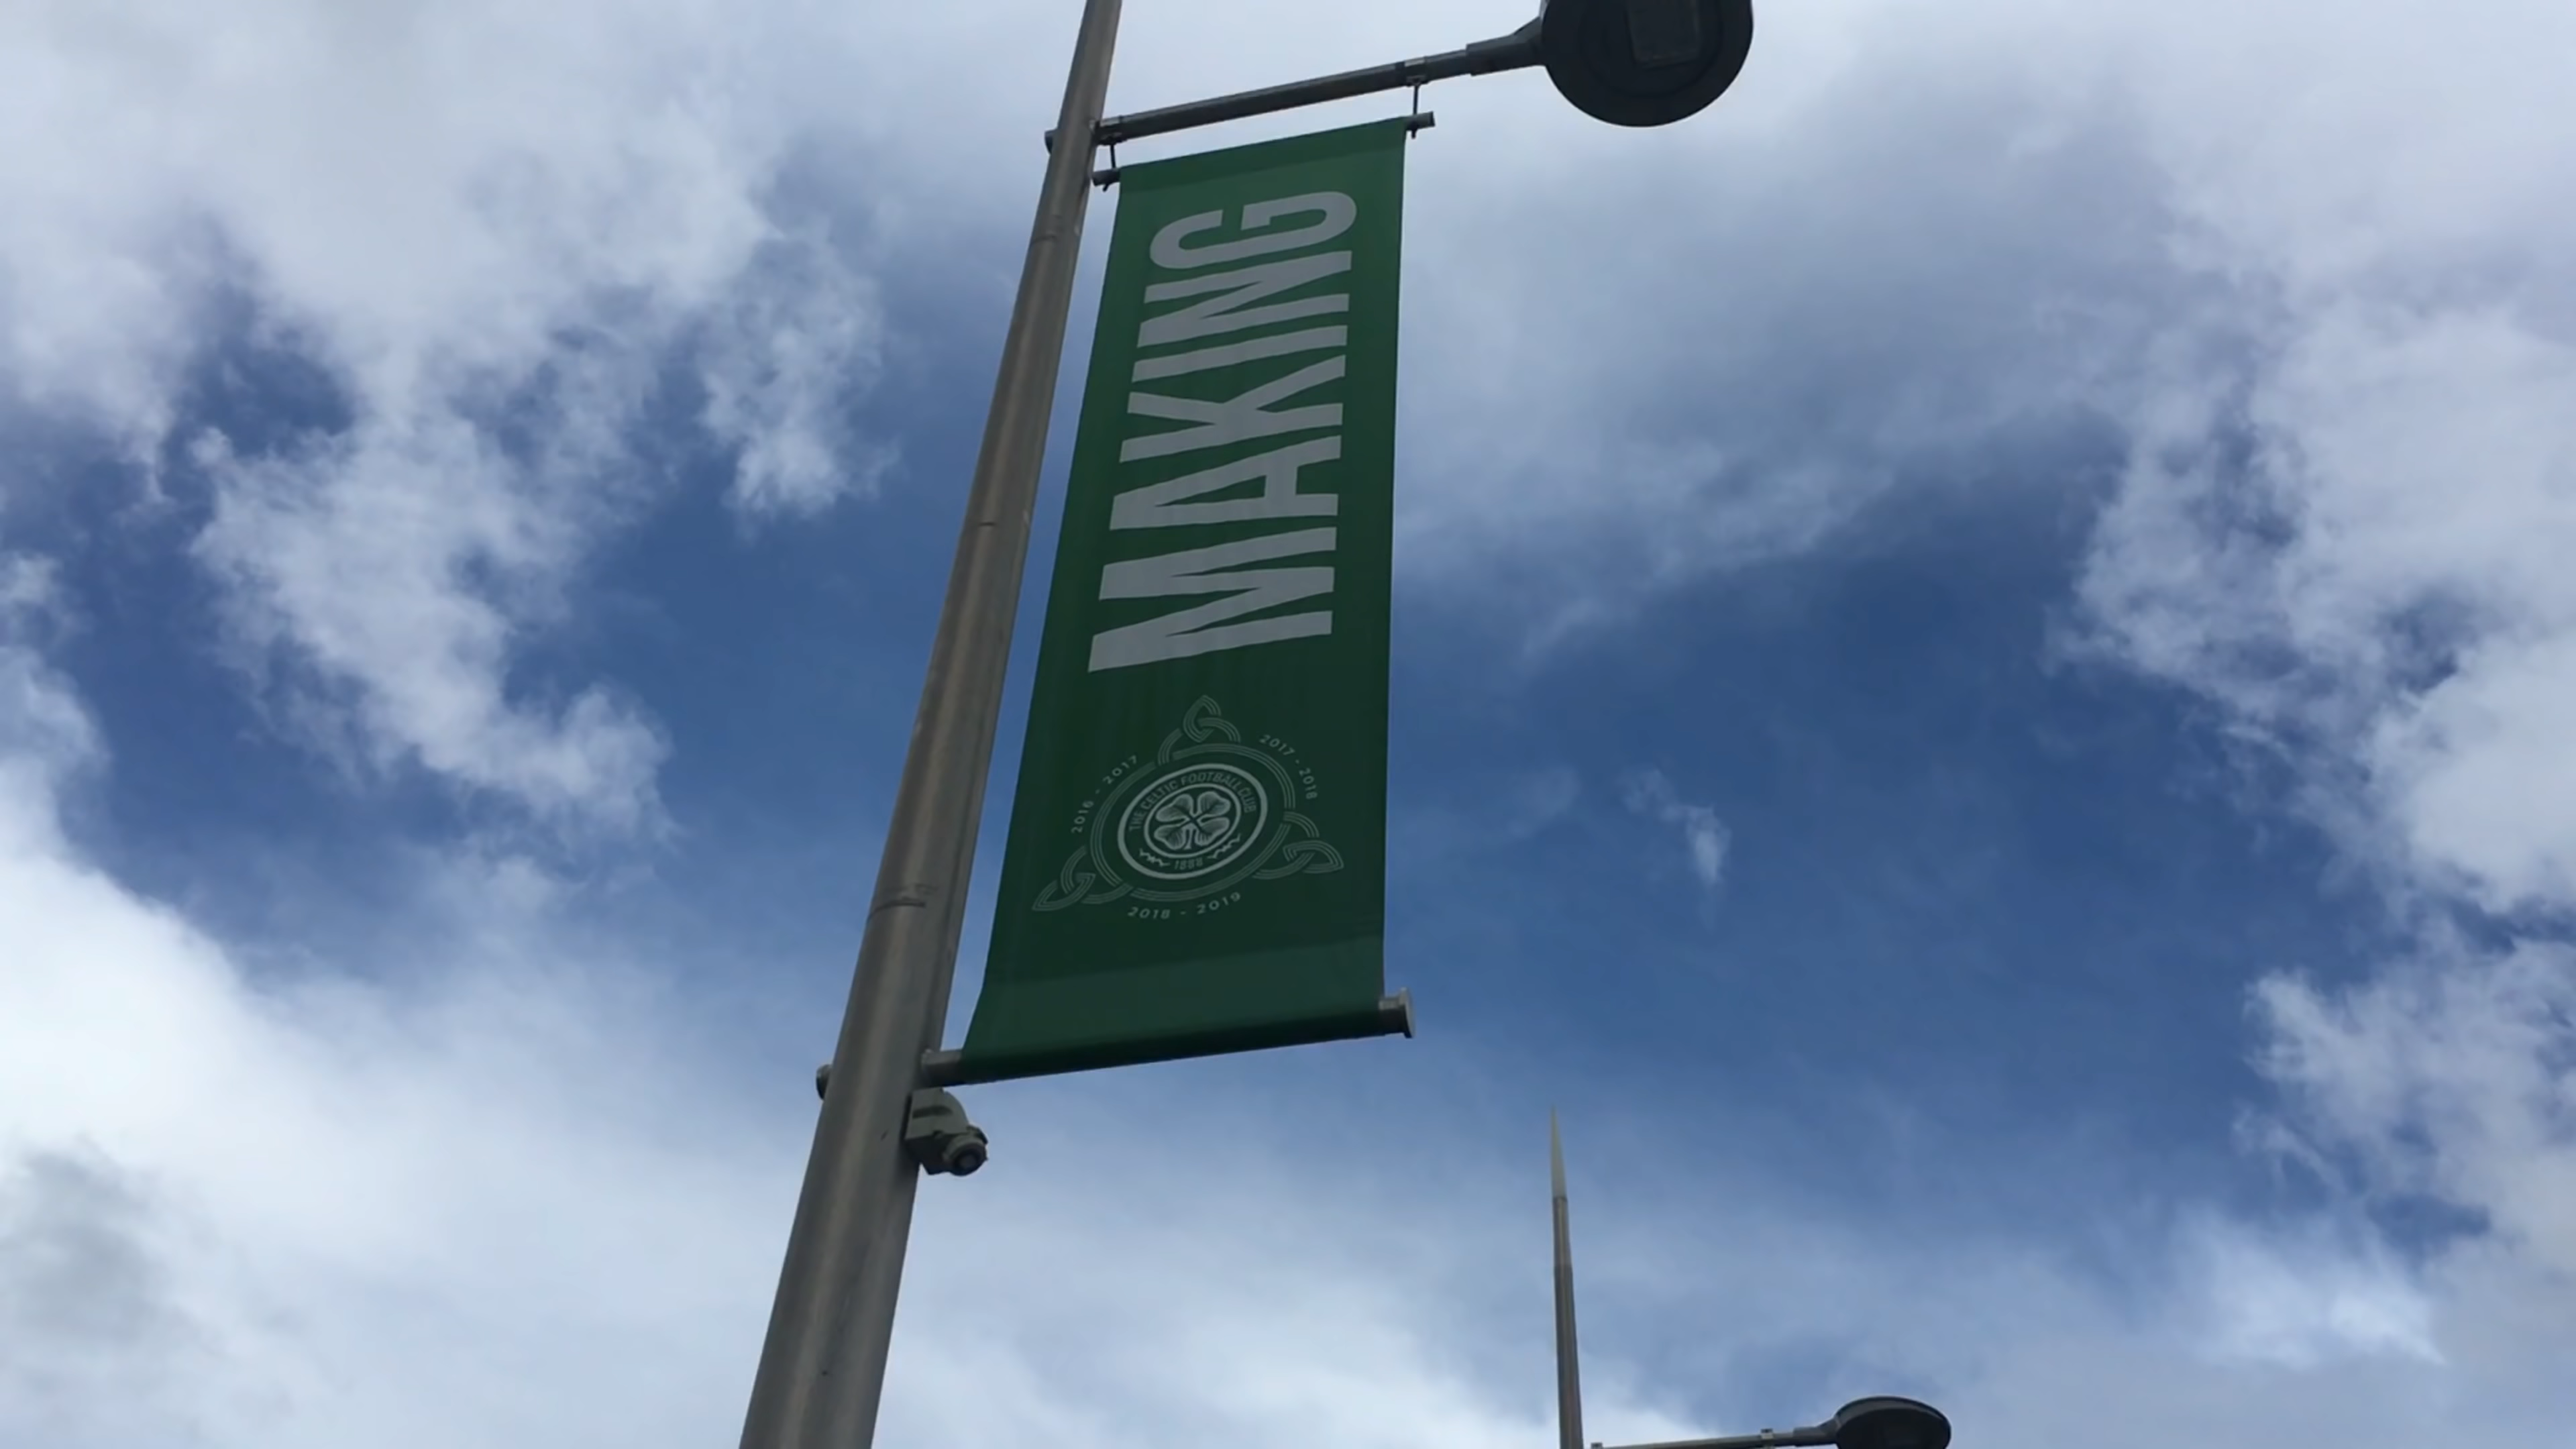 MAKING
2016 - 2017
2017 - 2018
THE CELTIC FOOTBALL CLUB
1888
2018 - 2019